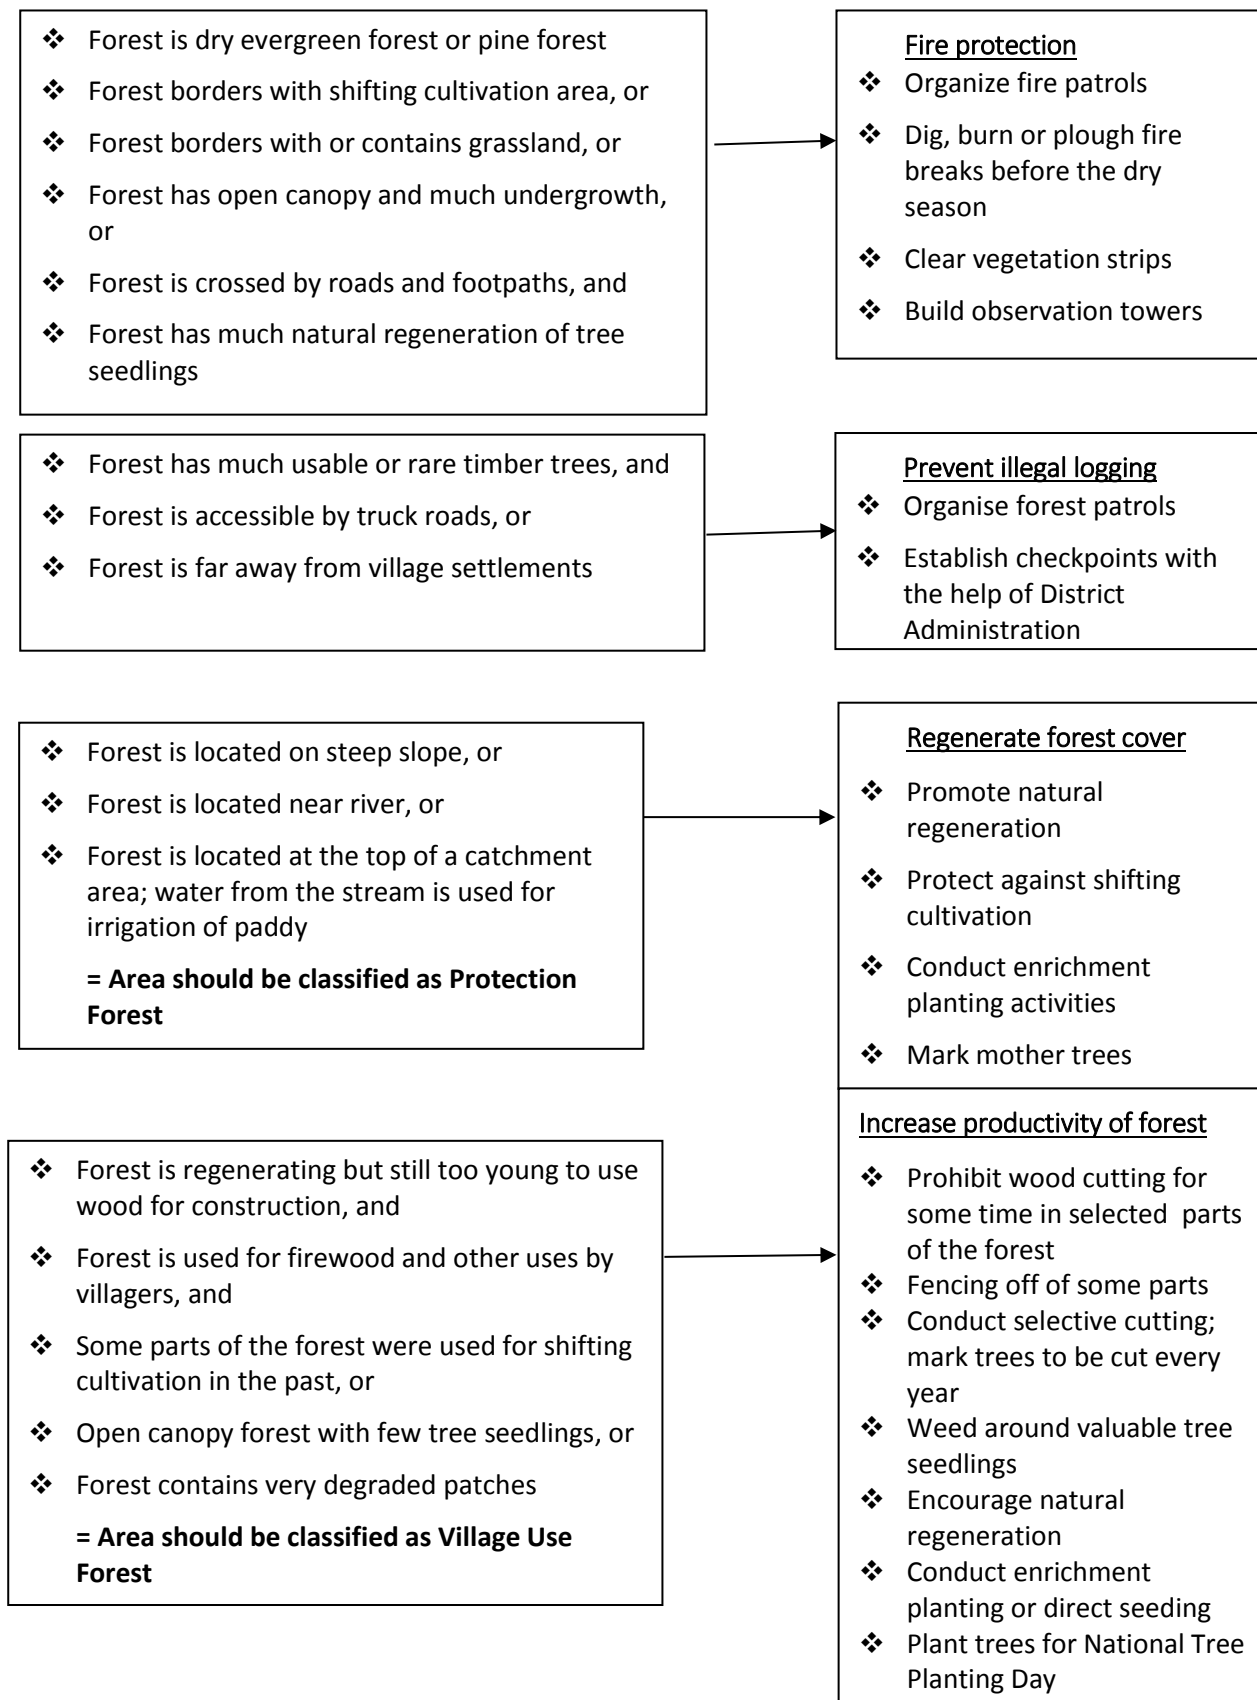 ❖ Forest is dry evergreen forest or pine forest
❖ Forest borders with shifting cultivation area, or
❖ Forest borders with or contains grassland, or
❖ Forest has open canopy and much undergrowth,
or
❖ Forest is crossed by roads and footpaths, and
❖ Forest has much natural regeneration of tree
seedlings
Fire protection
❖ Organize fire patrols
❖ Dig, burn or plough fire
breaks before the dry
season
❖ Clear vegetation strips
❖ Build observation towers
❖ Forest has much usable or rare timber trees, and
❖ Forest is accessible by truck roads, or
❖ Forest is far away from village settlements
Prevent illegal logging
❖ Organise forest patrols
❖ Establish checkpoints with
the help of District
Administration
❖ Forest is located on steep slope, or
❖ Forest is located near river, or
❖ Forest is located at the top of a catchment
area; water from the stream is used for
irrigation of paddy
= Area should be classified as Protection
Forest
Regenerate forest cover
❖ Promote natural
regeneration
❖ Protect against shifting
cultivation
❖ Conduct enrichment
planting activities
❖ Mark mother trees
❖ Forest is regenerating but still too young to use
wood for construction, and
❖ Forest is used for firewood and other uses by
villagers, and
❖ Some parts of the forest were used for shifting
cultivation in the past, or
❖ Open canopy forest with few tree seedlings, or
❖ Forest contains very degraded patches
= Area should be classified as Village Use
Forest
Increase productivity of forest
❖ Prohibit wood cutting for
some time in selected parts
of the forest
❖ Fencing off of some parts
❖ Conduct selective cutting;
mark trees to be cut every
year
❖ Weed around valuable tree
seedlings
❖ Encourage natural
regeneration
❖ Conduct enrichment
planting or direct seeding
❖ Plant trees for National Tree
Planting Day